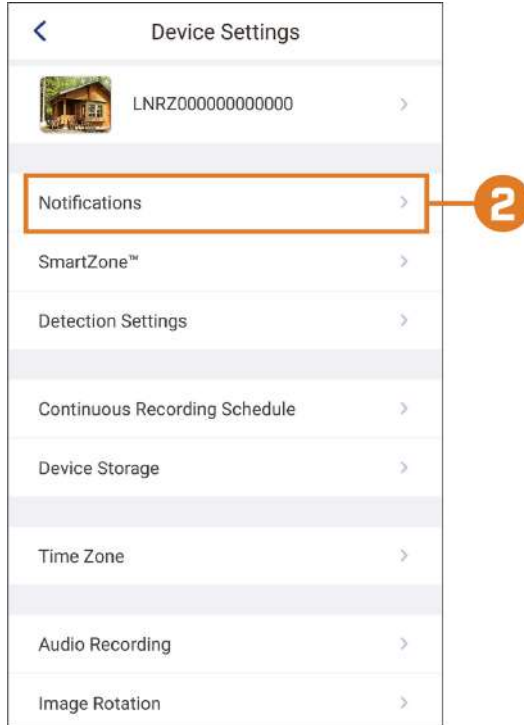 Device Settings
LNRZ000000000000
Notifications
2
SmartZone™
Detection Settings
Continuous Recording Schedule
Device Storage
Time Zone
Audio Recording
Image Rotation